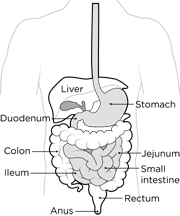 Liver
Stomach
Duodenum
Colon
Jejunum
Ileum
Small
intestine
Rectum
Anus